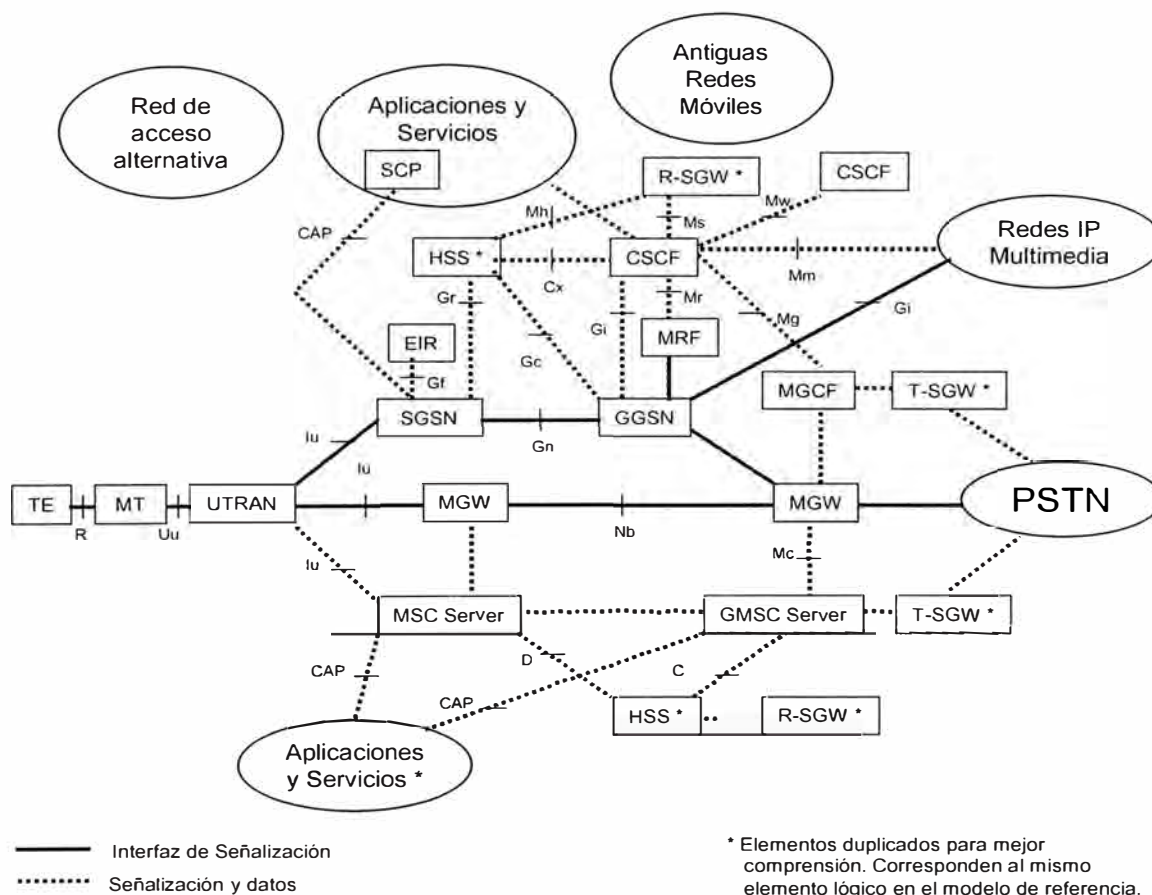 Antiguas
Redes
Móviles
Red de
acceso
alternativa
Aplicaciones y
Servicios
SCP
R-SGW *
CSCF
CAP
Mh
Ms
Mw
HSS *
CSCF
Redes IP
Multimedia
Cx
Mm
Gr
Mr
Gi
Mg
Gi
EIR
Gc
MRF
Gf
MGCF
T-SGW *
SGSN
GGSN
Iu
Gn
Iu
TE
MT
UTRAN
MGW
MGW
PSTN
R
Uu
Nb
Iu
Mc
MSC Server
GMSC Server
T-SGW *
D
C
CAP
CAP
HSS *
R-SGW *
Aplicaciones
y Servicios *
Interfaz de Señalización
Señalización y datos
* Elementos duplicados para mejor
comprensión. Corresponden al mismo
elemento lógico en el modelo de referencia.